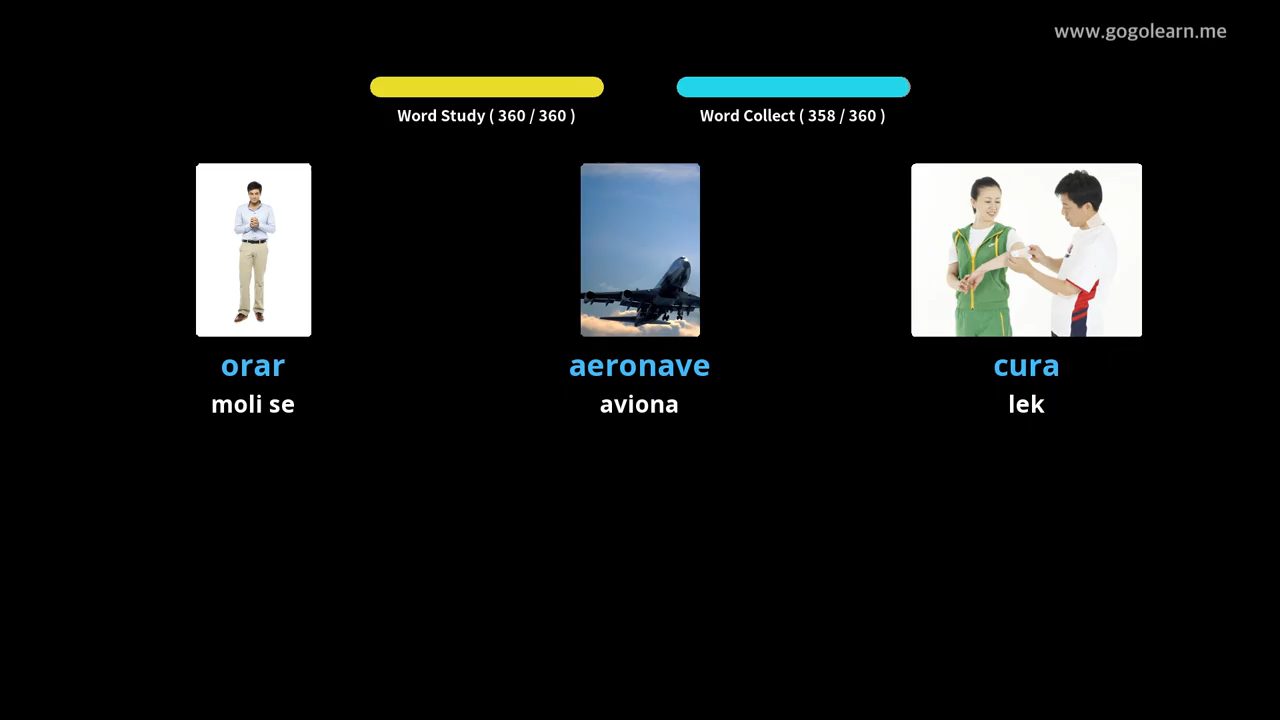 www.gogolearn.me
Word Study ( 360 / 360 )
Word Collect ( 358 / 360 )
orar
aeronave
cura
moli se
aviona
lek